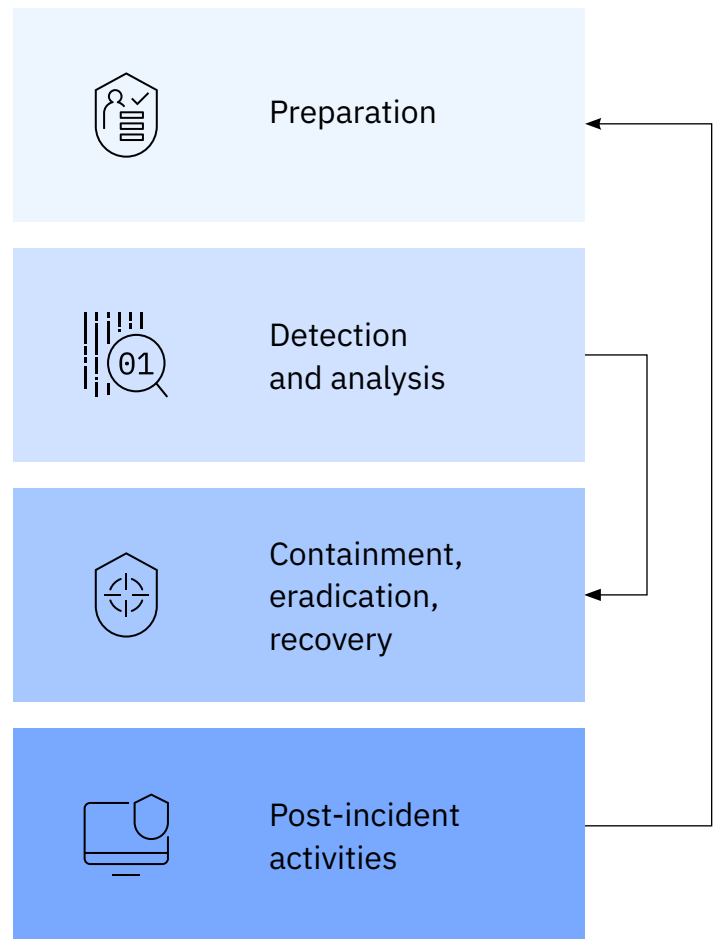 Preparation
01
Detection
and analysis
Containment,
eradication,
recovery
Post-incident
activities